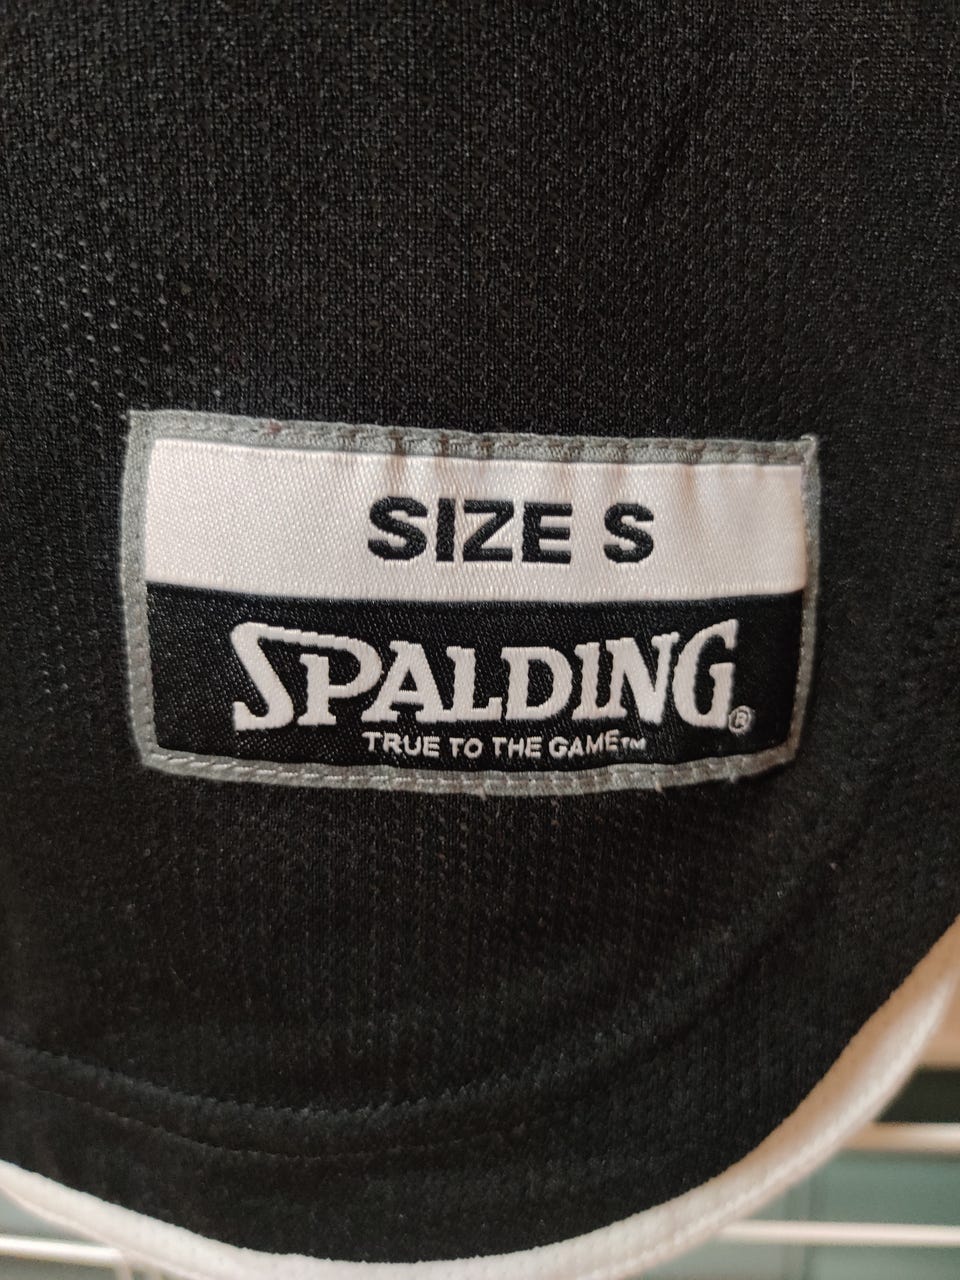 SIZE S
SPALDING®
TRUE TO THE GAME™